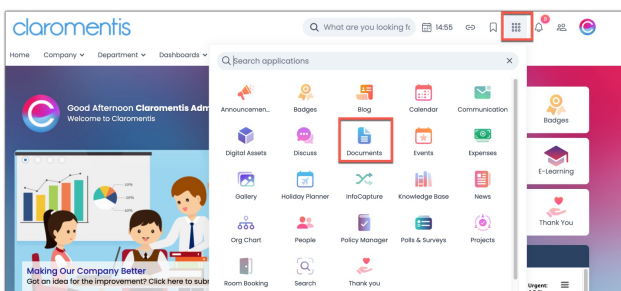 claromentis
What are you looking fo
14:55
Home
Company
Department
Dashboards
Search applications
Good Afternoon Claromentis Adm
Welcome to Claromentis
Announcemen...
Badges
Blog
Calendar
Communication
Digital Assets
Discuss
Documents
Events
Expenses
Gallery
Holiday Planner
InfoCapture
Knowledge Base
News
Org Chart
People
Policy Manager
Polls & Surveys
Projects
Room Booking
Search
Thank you
Badges
E-Learning
Thank You
Making Our Company Better
Got an idea for the improvement? Click here to subm
Urgent: